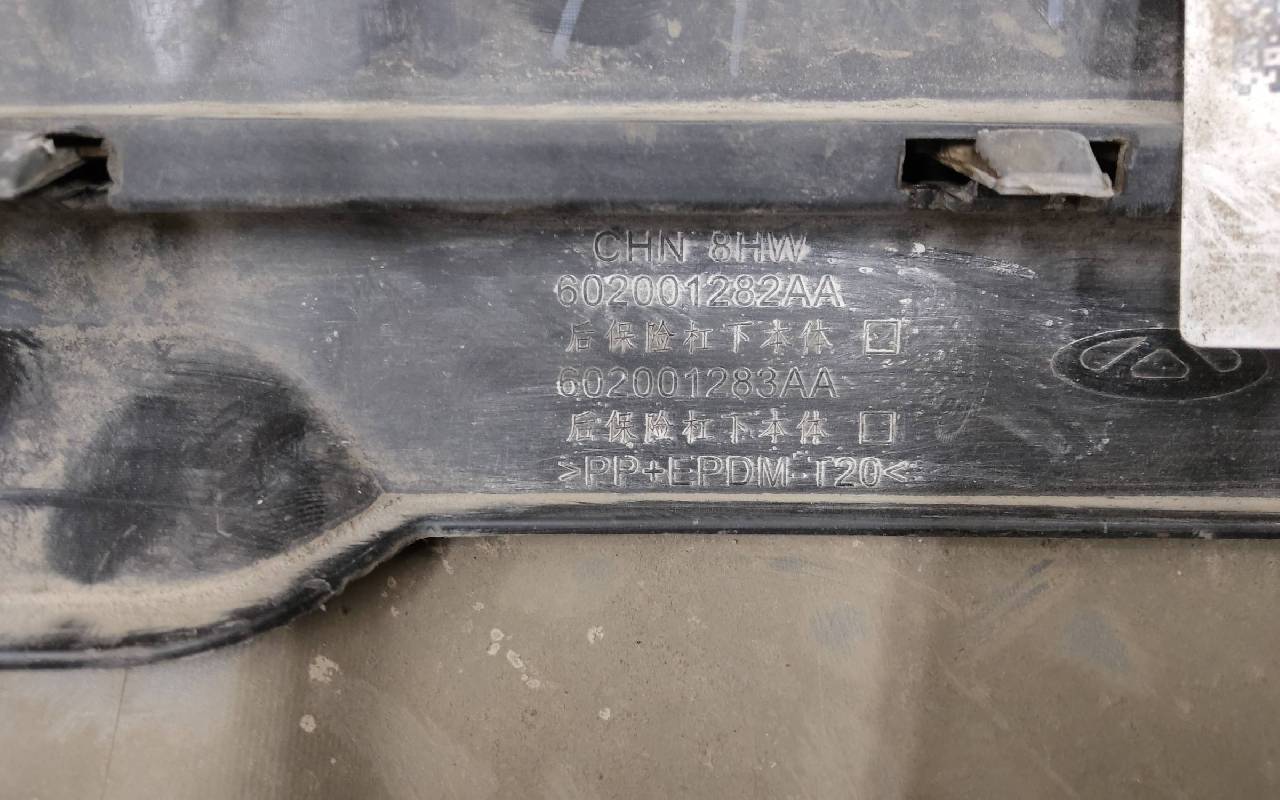 CHN 8HW
602001282AA
后保险杠下本体 ☑
602001283AA
后保险杠下本体 □
>PP+EPDM-T20<